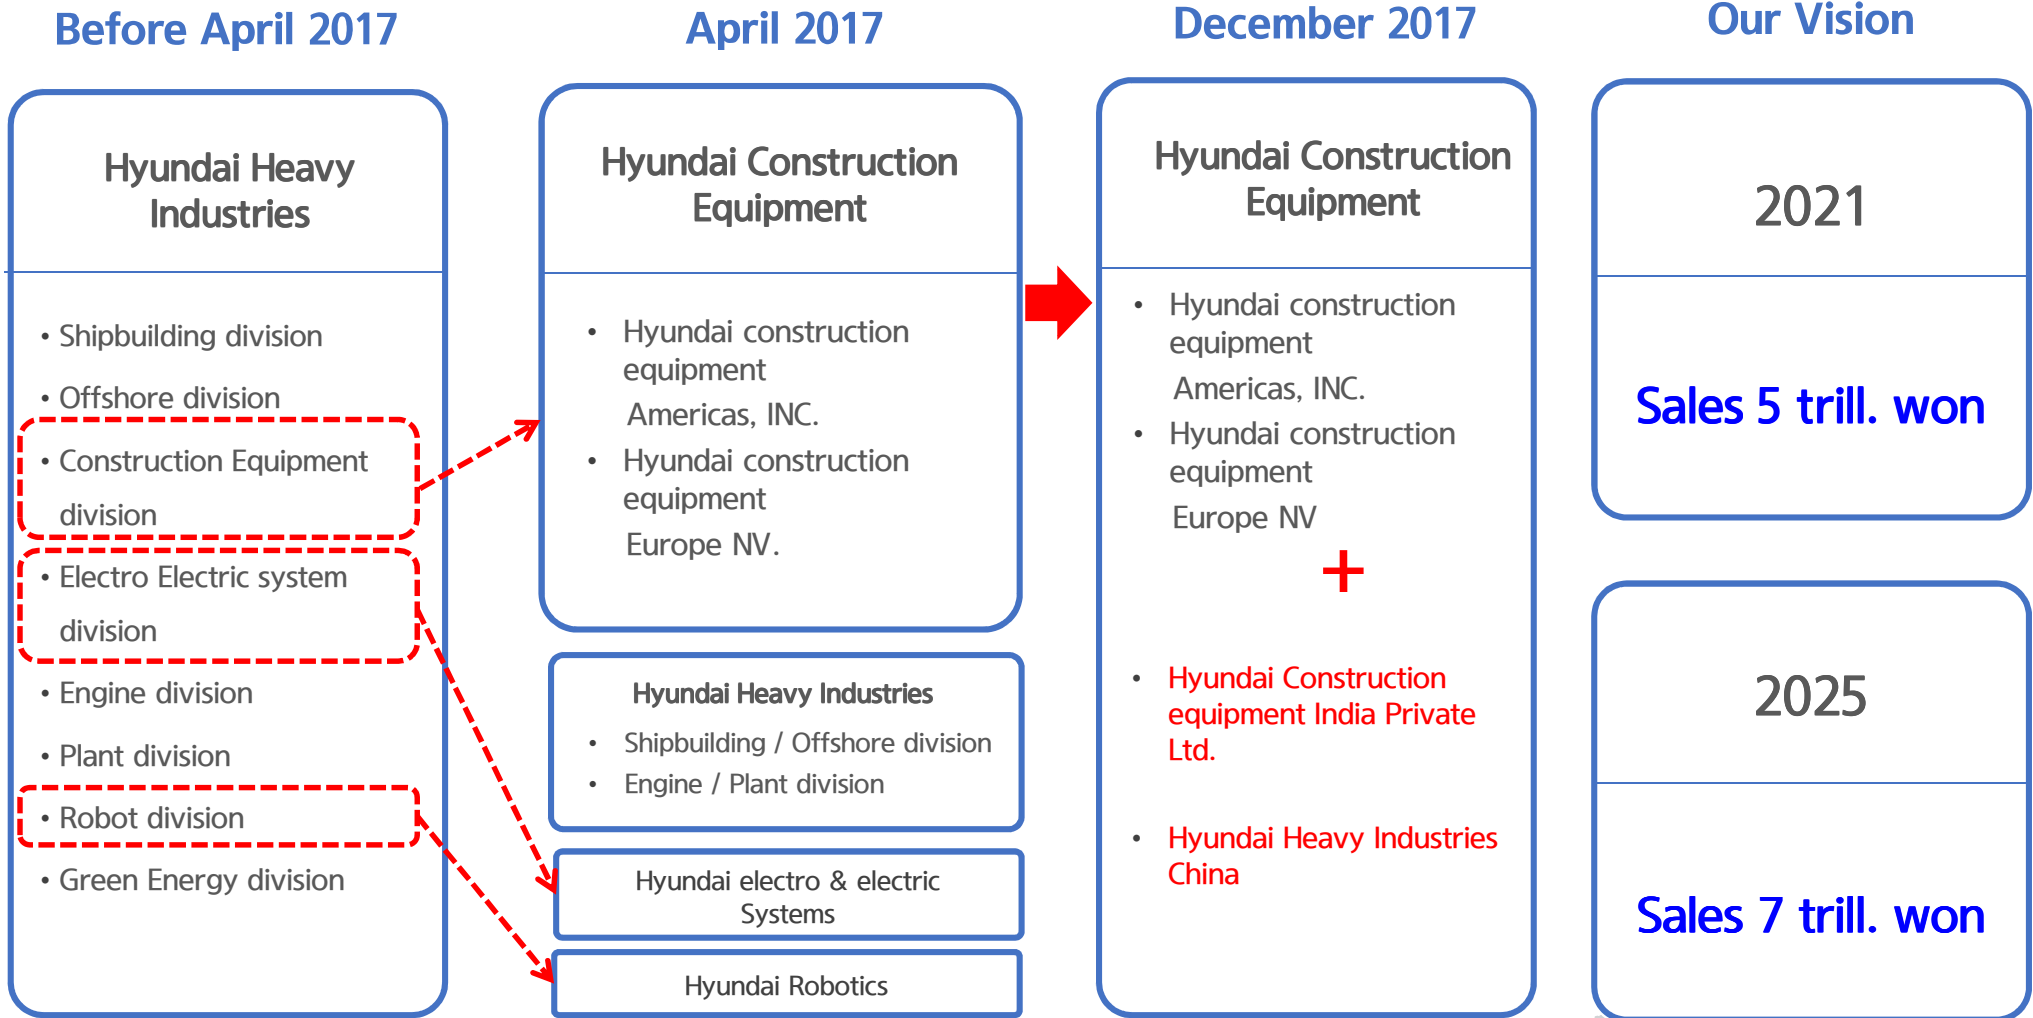 Before April 2017
Hyundai Heavy
Industries
• Shipbuilding division
• Offshore division
• Construction Equipment
division
• Electro Electric system
division
• Engine division
• Plant division
• Robot division
• Green Energy division
April 2017
Hyundai Construction
Equipment
• Hyundai construction
equipment
Americas, INC.
• Hyundai construction
equipment
Europe NV.
Hyundai Heavy Industries
• Shipbuilding / Offshore division
• Engine / Plant division
Hyundai electro & electric
Systems
Hyundai Robotics
December 2017
Hyundai Construction
Equipment
• Hyundai construction
equipment
Americas, INC.
• Hyundai construction
equipment
Europe NV
+
• Hyundai Construction
equipment India Private
Ltd.
• Hyundai Heavy Industries
China
Our Vision
2021
Sales 5 trill. won
2025
Sales 7 trill. won